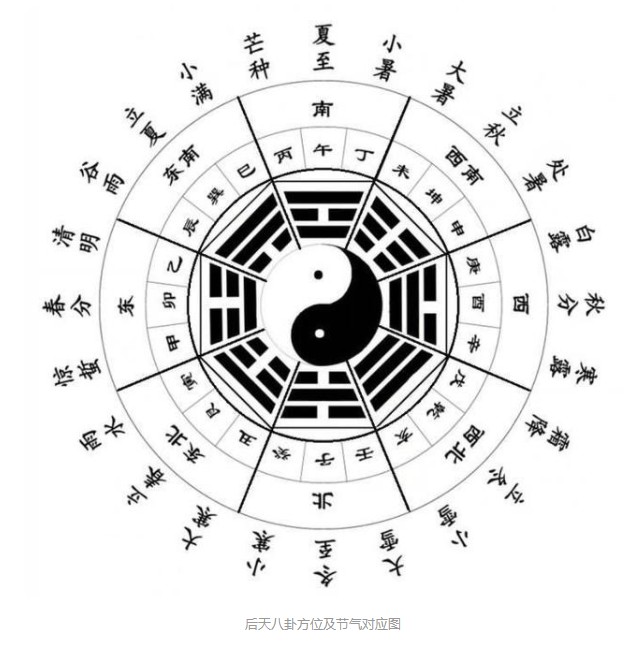 夏至
小暑
大暑
立秋
处暑
白露
秋分
寒露
霜降
立冬
小雪
大雪
冬至
小寒
大寒
立春
雨水
惊蛰
春分
清明
谷雨
立夏
小满
芒种
南
西南
西
西北
北
东北
东
东南
午
丁
未
坤
申
庚
酉
辛
戌
乾
亥
壬
子
癸
丑
艮
寅
甲
卯
乙
辰
巽
巳
丙
后天八卦方位及节气对应图